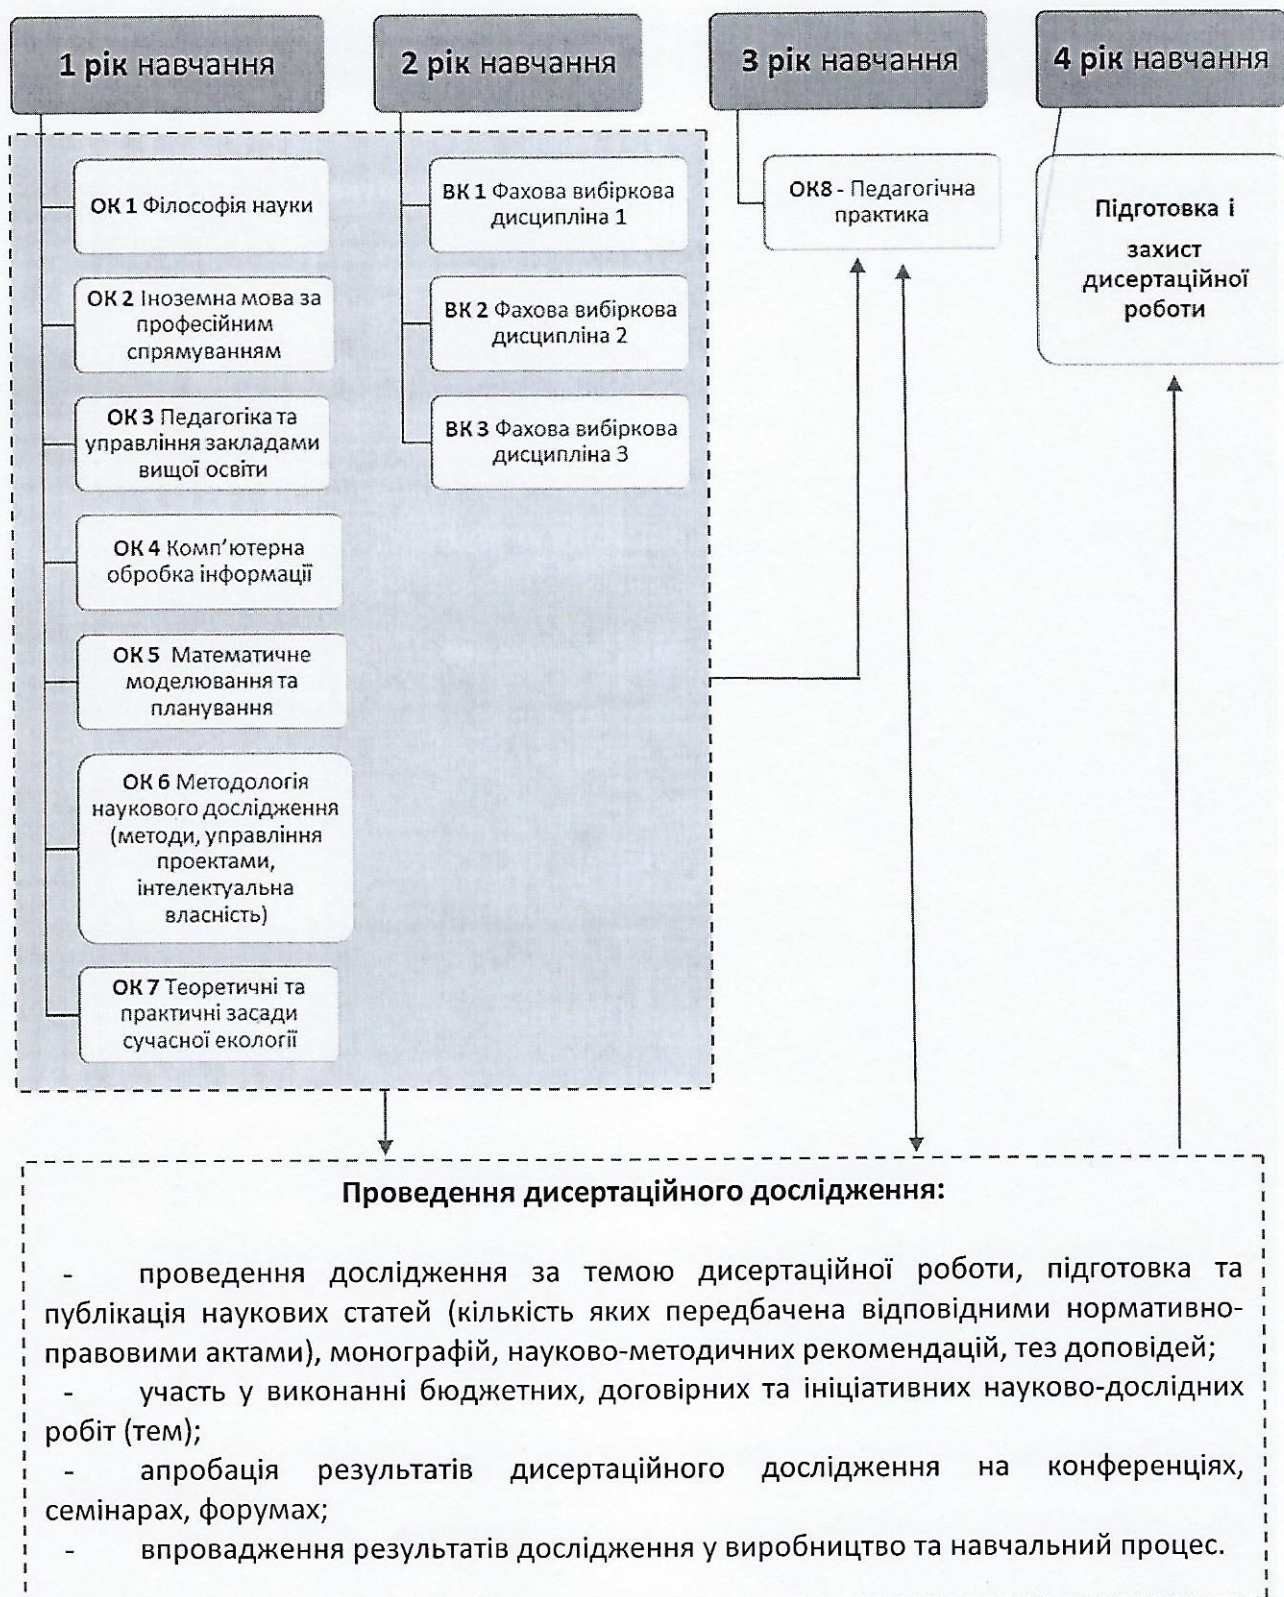 1 рік навчання
2 рік навчання
3 рік навчання
4 рік навчання
ОК 1 Філософія науки
ОК 2 Іноземна мова за
професійним
спрямуванням
ОК 3 Педагогіка та
управління закладами
вищої освіти
ОК 4 Комп’ютерна
обробка інформації
ОК 5 Математичне
моделювання та
планування
ОК 6 Методологія
наукового дослідження
(методи, управління
проектами,
інтелектуальна
власність)
ОК 7 Теоретичні та
практичні засади
сучасної екології
ВК 1 Фахова вибіркова
дисципліна 1
ВК 2 Фахова вибіркова
дисципліна 2
ВК 3 Фахова вибіркова
дисципліна 3
ОК8 - Педагогічна
практика
Підготовка і
захист
дисертаційної
роботи
Проведення дисертаційного дослідження:
- проведення дослідження за темою дисертаційної роботи, підготовка та
публікація наукових статей (кількість яких передбачена відповідними нормативно-
правовими актами), монографій, науково-методичних рекомендацій, тез доповідей;
- участь у виконанні бюджетних, договірних та ініціативних науково-дослідних
робіт (тем);
- апробація результатів дисертаційного дослідження на конференціях,
семінарах, форумах;
- впровадження результатів дослідження у виробництво та навчальний процес.